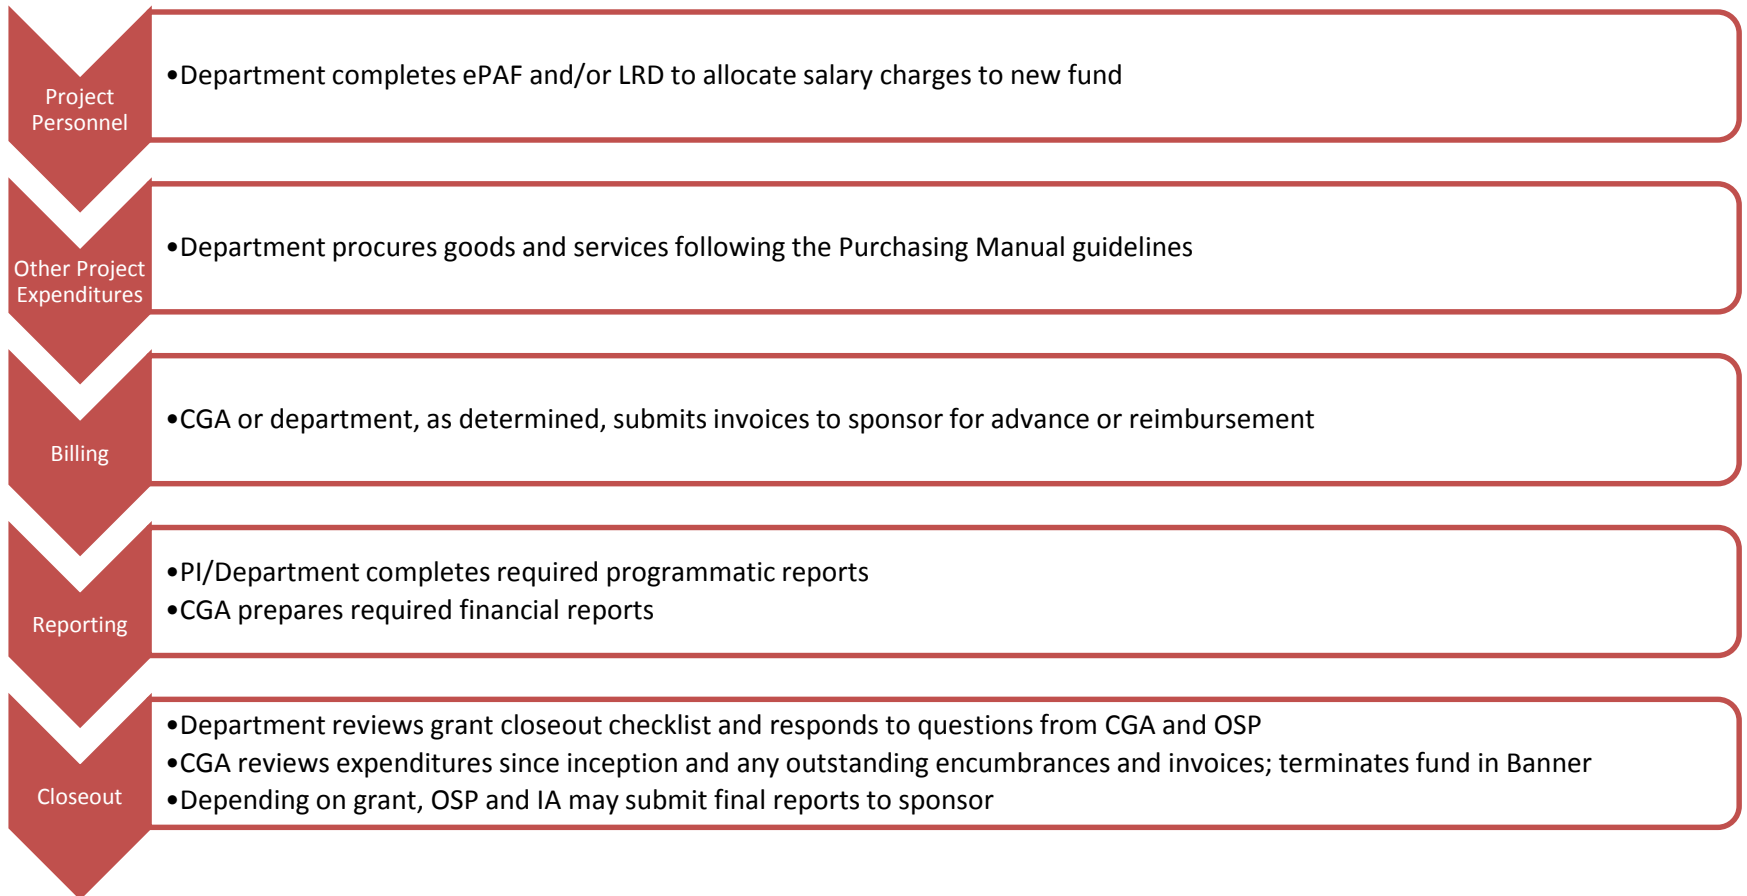 Project
Personnel
•Department completes ePAF and/or LRD to allocate salary charges to new fund
Other Project
Expenditures
•Department procures goods and services following the Purchasing Manual guidelines
Billing
•CGA or department, as determined, submits invoices to sponsor for advance or reimbursement
Reporting
•PI/Department completes required programmatic reports
•CGA prepares required financial reports
Closeout
•Department reviews grant closeout checklist and responds to questions from CGA and OSP
•CGA reviews expenditures since inception and any outstanding encumbrances and invoices; terminates fund in Banner
•Depending on grant, OSP and IA may submit final reports to sponsor